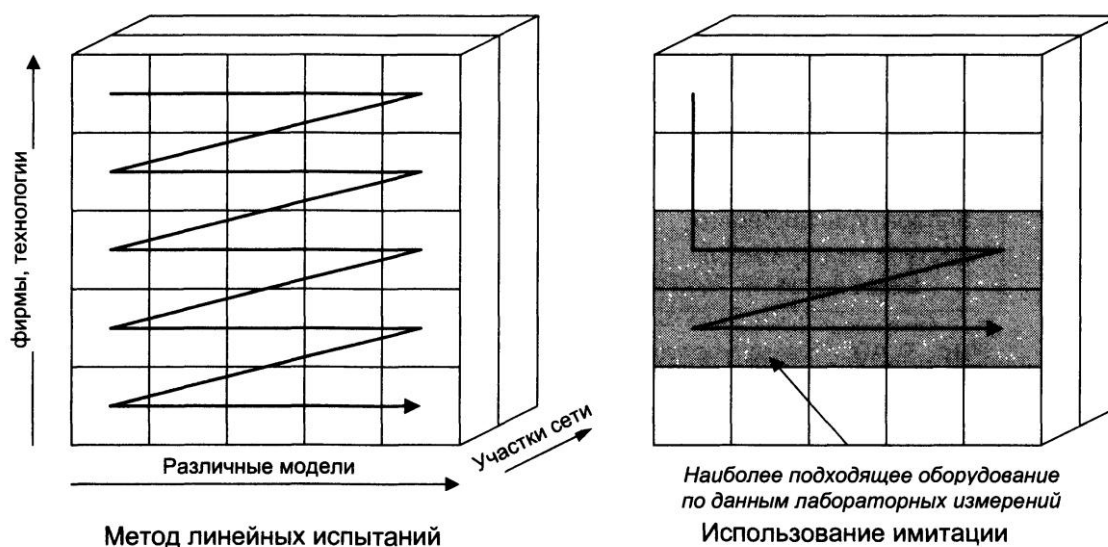 фирмы, технологии
Различные модели
Участки сети
Метод линейных испытаний
Наиболее подходящее оборудование
по данным лабораторных измерений
Использование имитации